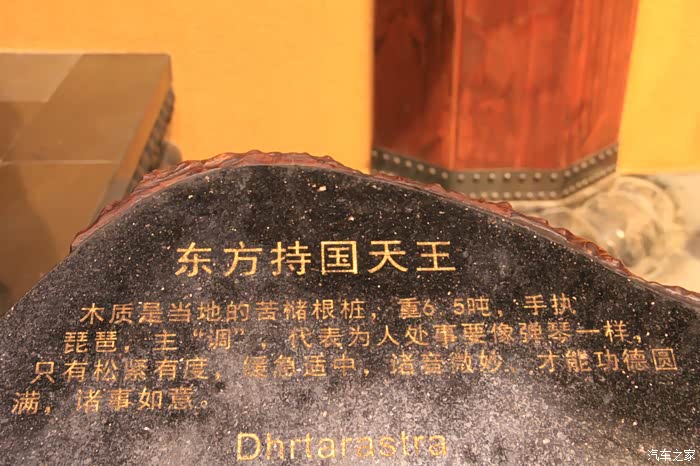 东方持国天王
木质是当地的苦槠根桩，重6.5吨，手执
琵琶，主“调”，代表为人处事要像弹琴一样，
只有松紧有度，缓急适中，诸音微妙，才能功德圆
满，诸事如意。
Dhrtarastra
汽车之家